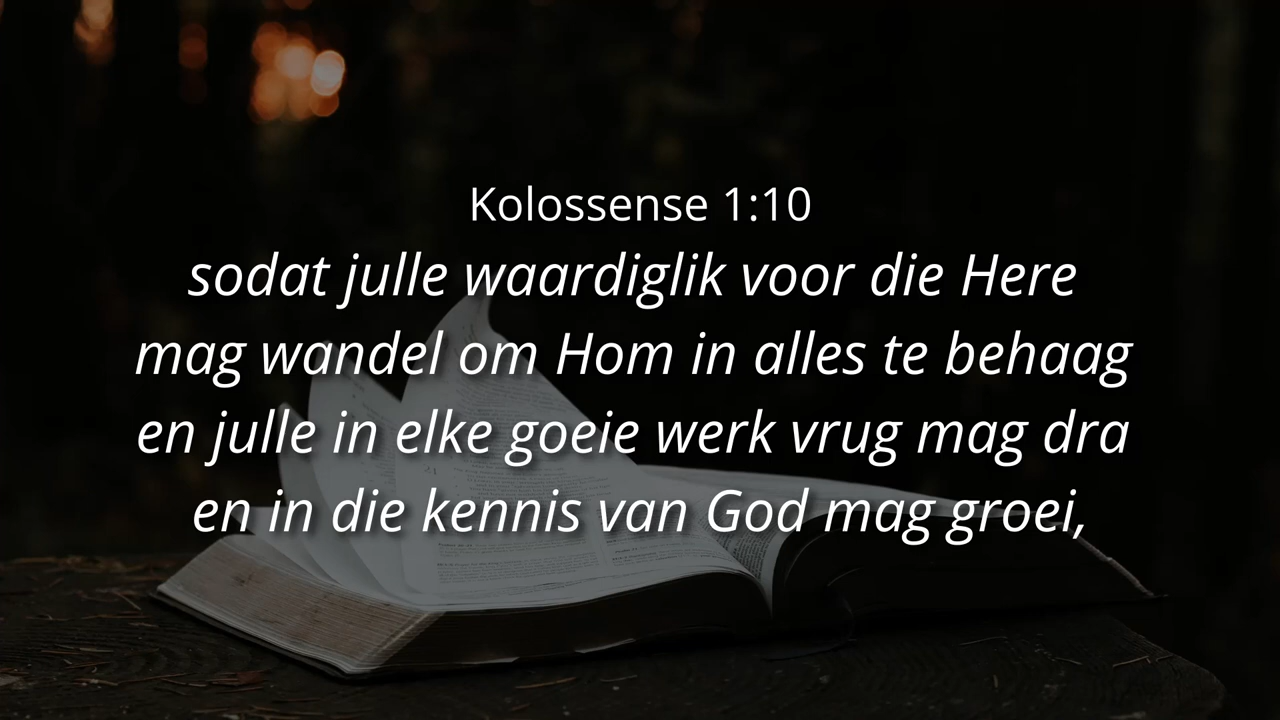 Kolossense 1:10
sodat julle waardiglik voor die Here
mag wandel om Hom in alles te behaag
en julle in elke goeie werk vrug mag dra
en in die kennis van God mag groei,